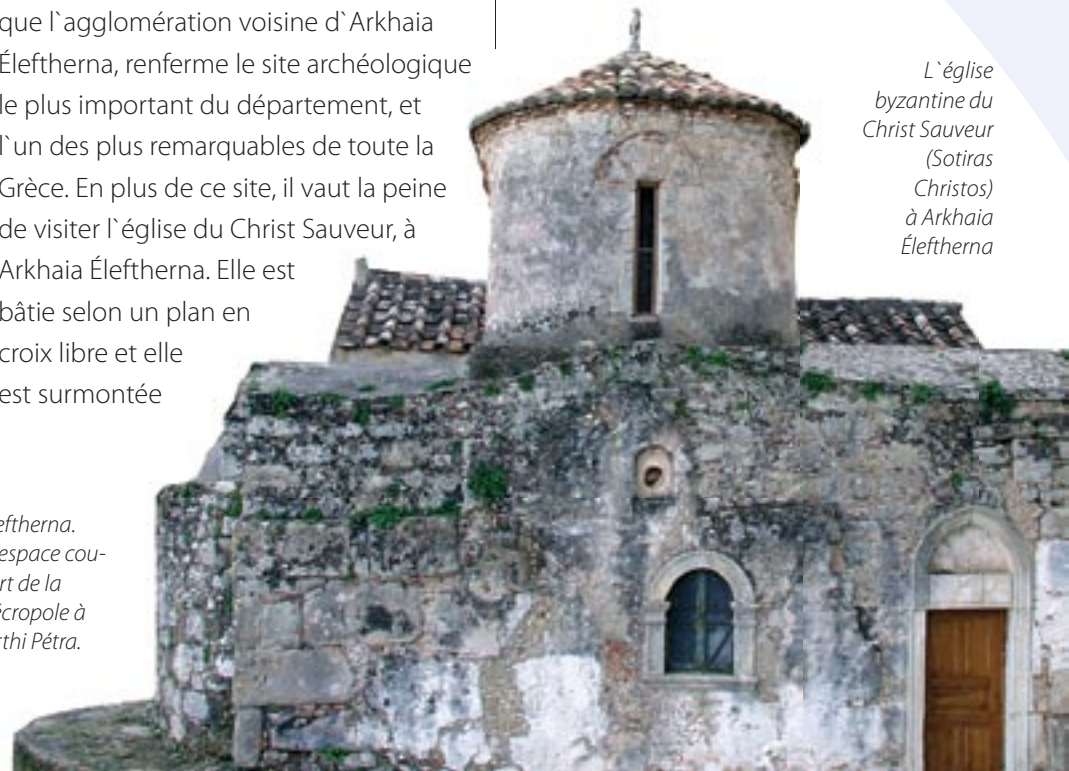 que l`agglomération voisine d`Arkhaia
Éleftherna, renferme le site archéologique
le plus important du département, et
l`un des plus remarquables de toute la
Grèce. En plus de ce site, il vaut la peine
de visiter l`église du Christ Sauveur, à
Arkhaia Éleftherna. Elle est
bâtie selon un plan en
croix libre et elle
est surmontée
L`église
byzantine du
Christ Sauveur
(Sotiras
Christos)
à Arkhaia
Éleftherna
eftherna.
espace cou-
rt de la
cropole à
thi Pétra.